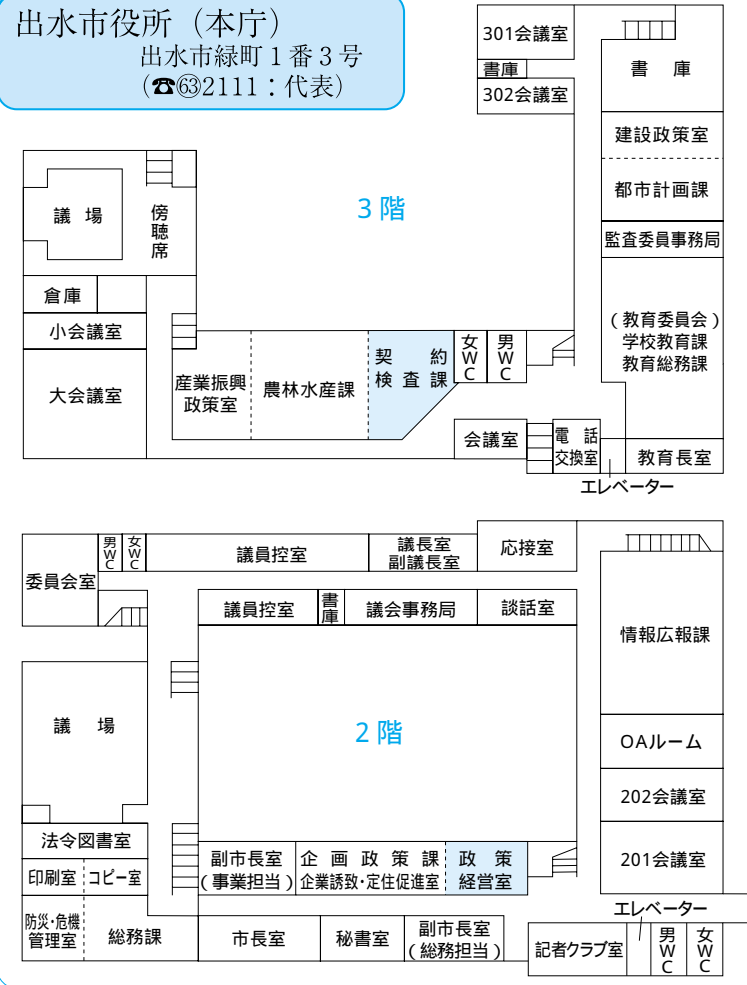 出水市役所（本庁）
出水市緑町１番３号
(☎㊿2111：代表)
301会議室
書庫
302会議室
書 庫
建設政策室
都市計画課
監査委員事務局
(教育委員会)
学校教育課
教育総務課
教育長室
3階
議 場
傍聴席
倉庫
小会議室
大会議室
産業振興
政策室
農林水産課
契 約
検 査 課
女WC
男WC
会議室
電 話
交換室
エレベーター
委員会室
男WC
女WC
議員控室
議長室
副議長室
応接室
議員控室
書庫
議会事務局
談話室
情報広報課
OAルーム
202会議室
201会議室
2階
議 場
法令図書室
印刷室
コピー室
防災・危機
管理室
総務課
副市長室
(事業担当)
企 画 政 策 課
企業誘致・定住促進室
政 策
経営室
市長室
秘書室
副市長室
(総務担当)
エレベーター
記者クラブ室
男WC
女WC